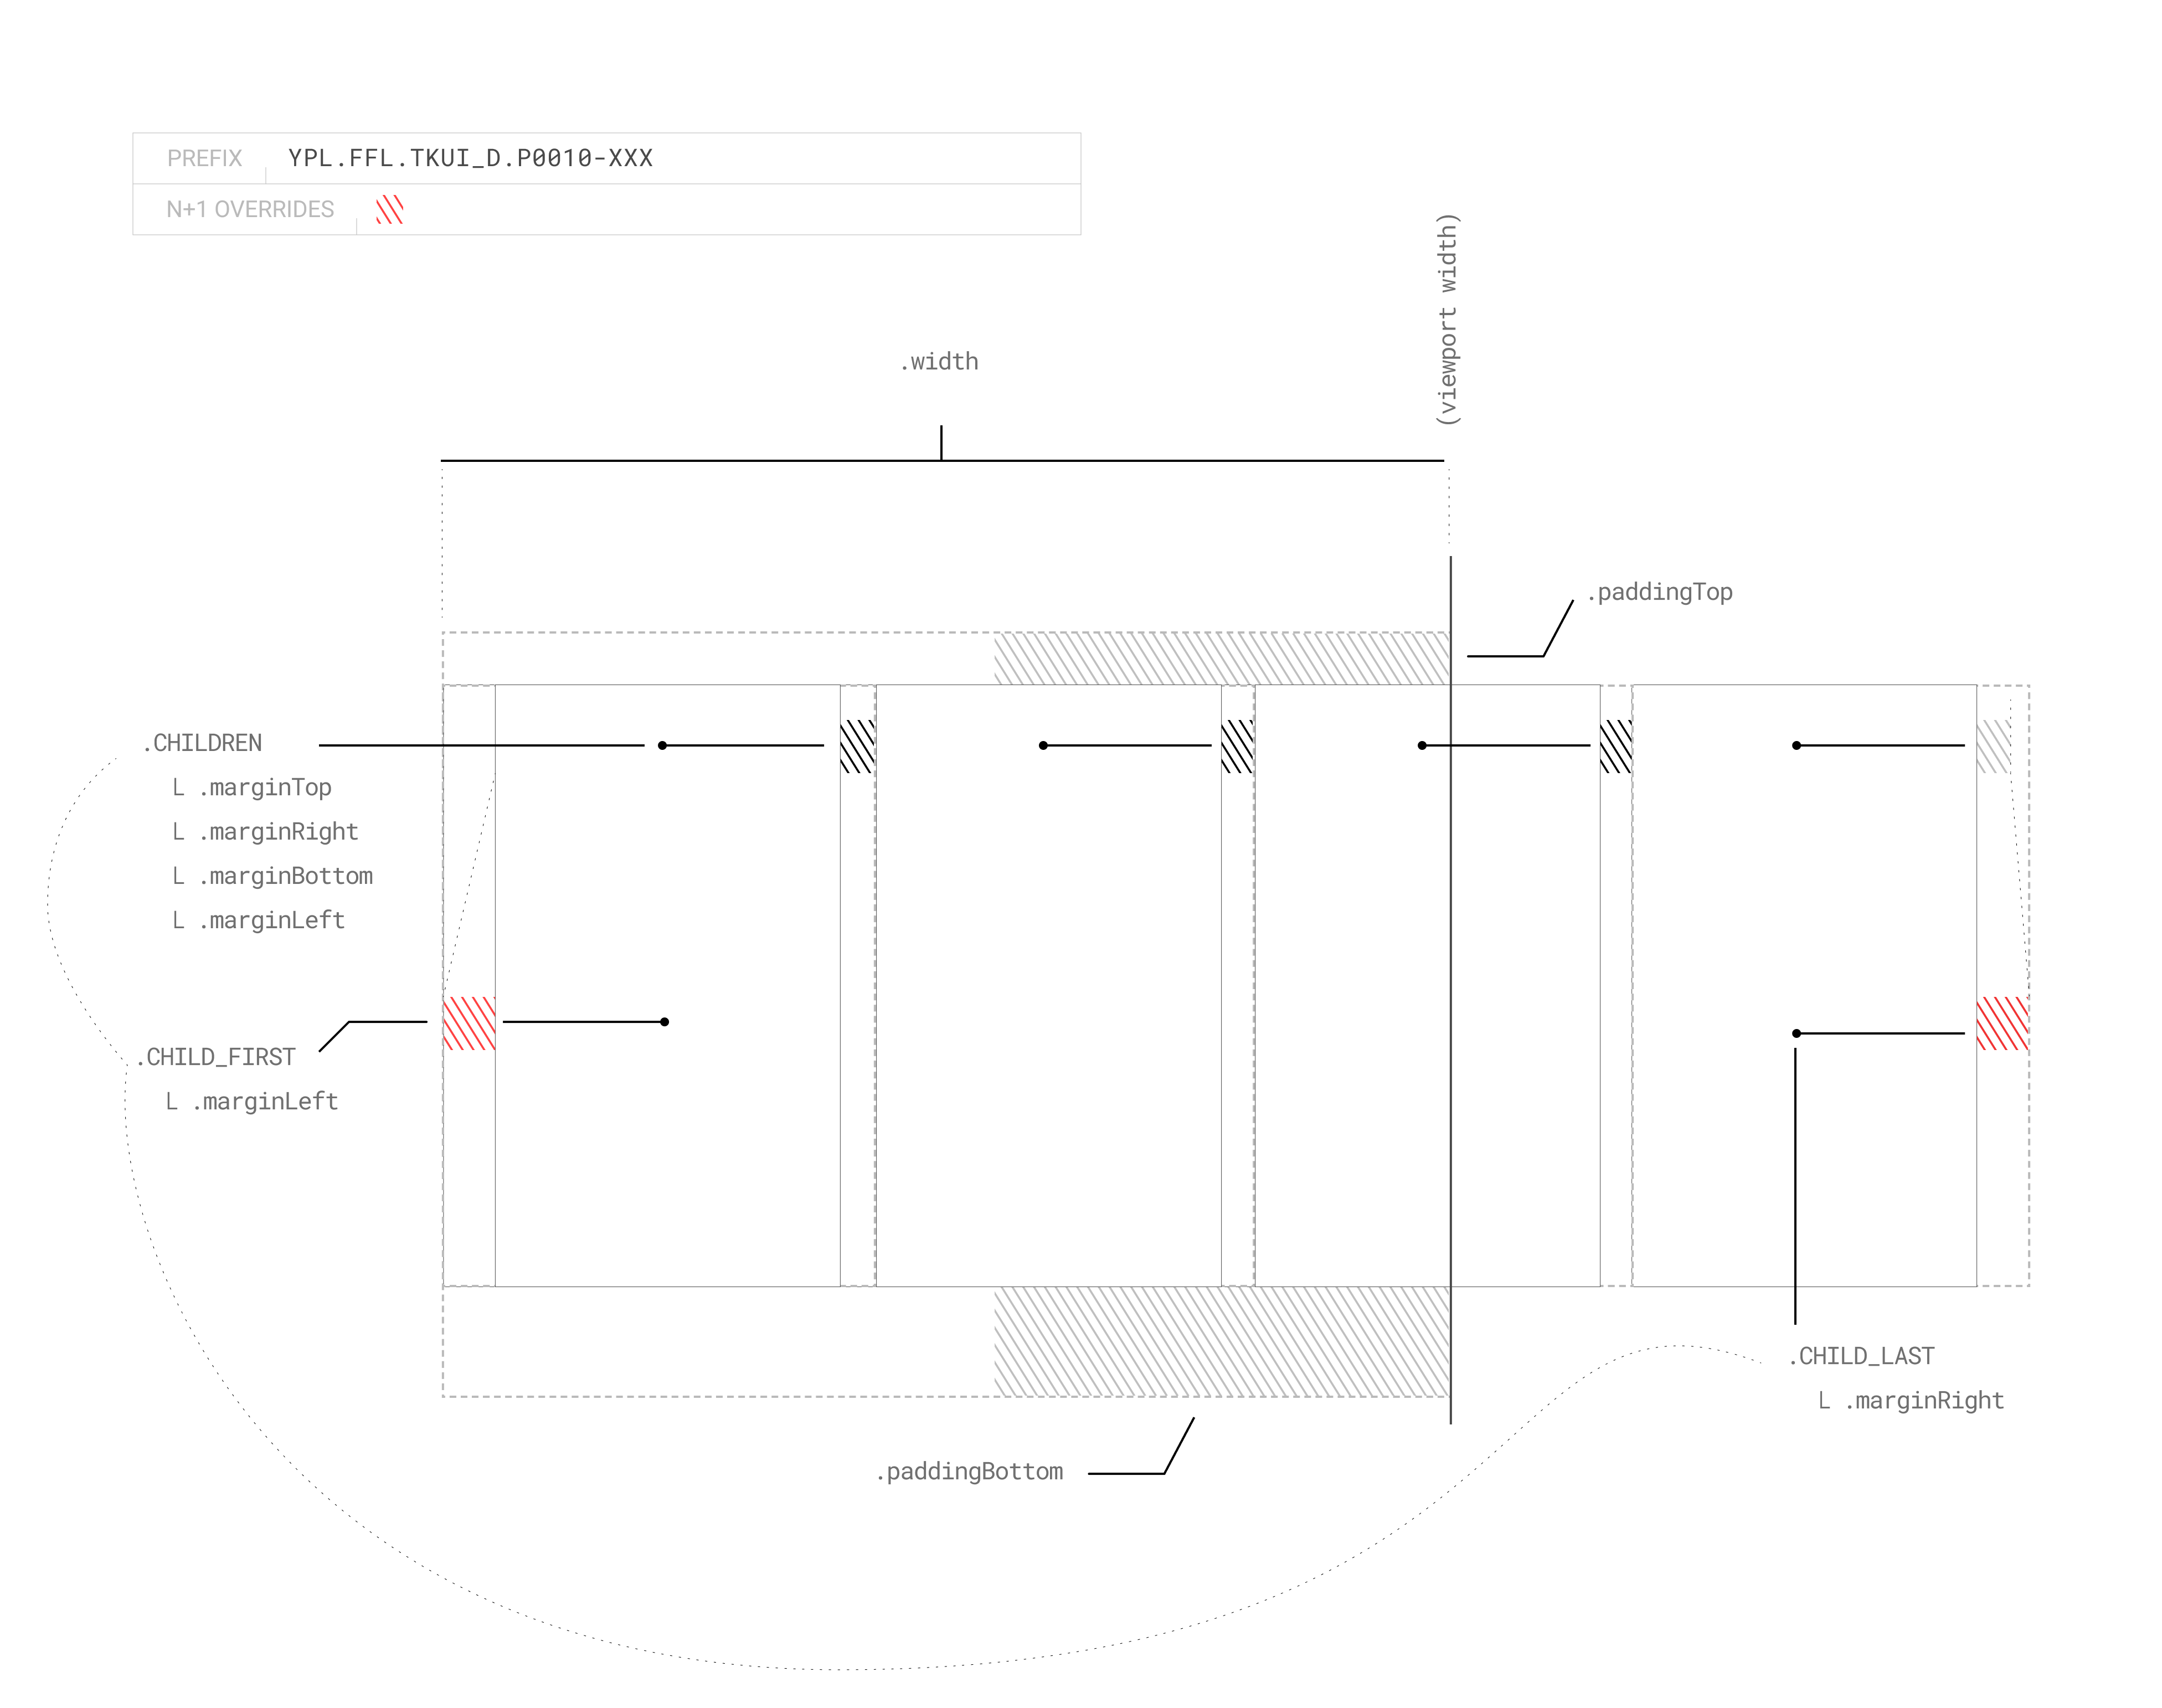 PREFIX YPL.FFL.TKUI_D.P0010-XXX
N+1 OVERRIDES
(viewport width)
.width
.paddingTop
.CHILDREN
L .marginTop
L .marginRight
L .marginBottom
L .marginLeft
.CHILD_FIRST
L .marginLeft
.CHILD_LAST
L .marginRight
.paddingBottom